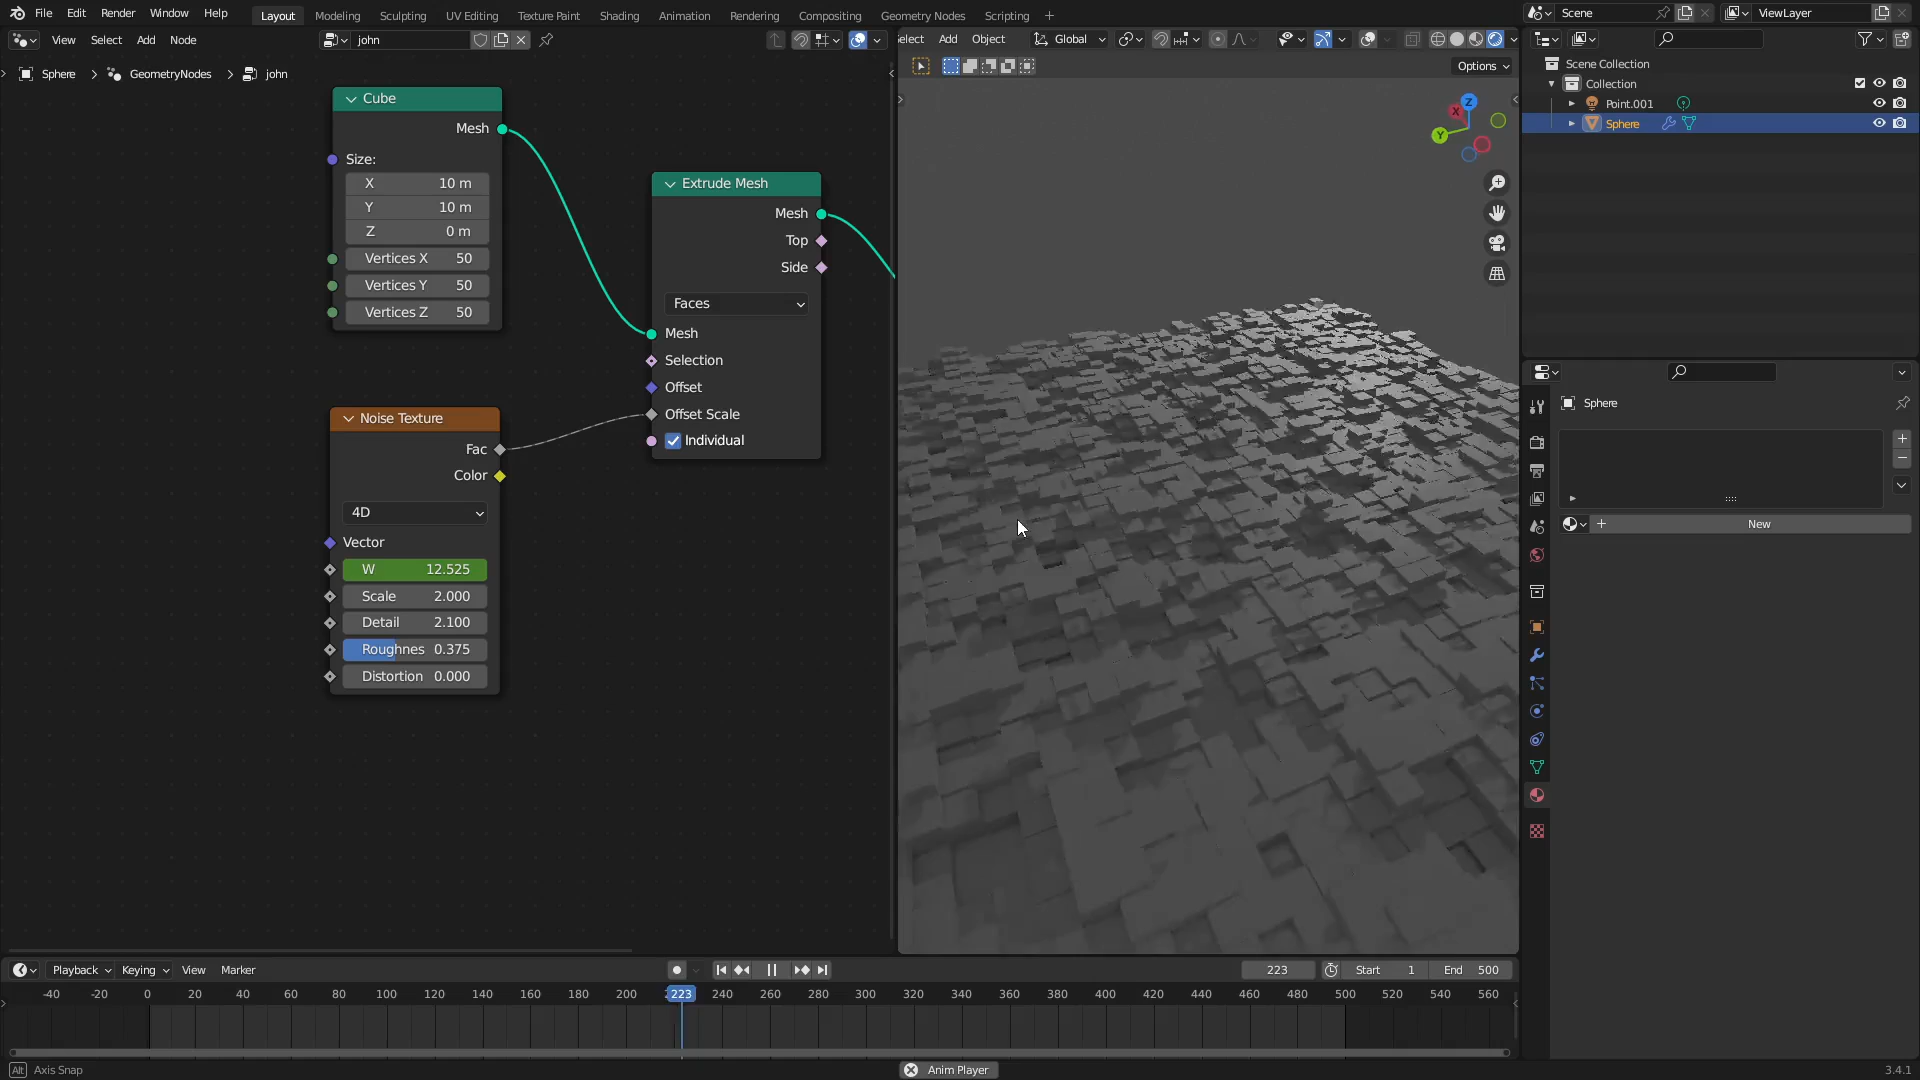 File Edit Render Window Help Layout Modeling Sculpting UV Editing Texture Paint Shading Animation Rendering Compositing Geometry Nodes Scripting + Scene ViewLayer
View Select Add Node john elect Add Object Global
Sphere > GeometryNodes > john Options
Scene Collection
Collection
Point.001
Sphere
X
Y
Z
Cube
Mesh
Size:
X 10 m
Y 10 m
Z 0 m
Vertices X 50
Vertices Y 50
Vertices Z 50
Extrude Mesh
Mesh
Top
Side
Faces
Mesh
Selection
Offset
Offset Scale
Individual
Noise Texture
Fac
Color
4D
Vector
W 12.525
Scale 2.000
Detail 2.100
Roughnes 0.375
Distortion 0.000
Sphere
New
Playback Keying View Marker 223 Start 1 End 500
-40 -20 0 20 40 60 80 100 120 140 160 180 200 223 240 260 280 300 320 340 360 380 400 420 440 460 480 500 520 540 560
Alt Axis Snap Anim Player 3.4.1